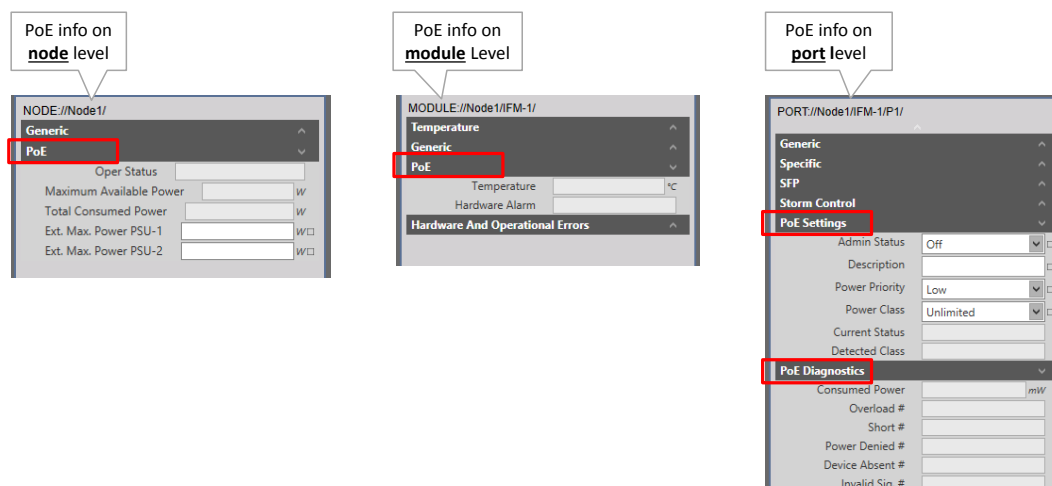 PoE info on
node level
NODE://Node1/
Generic
PoE
Oper Status
Maximum Available Power W
Total Consumed Power W
Ext. Max. Power PSU-1 W
Ext. Max. Power PSU-2 W
PoE info on
module Level
MODULE://Node1/IFM-1/
Temperature
Generic
PoE
Temperature °C
Hardware Alarm
Hardware And Operational Errors
PoE info on
port level
PORT://Node1/IFM-1/P1/
Generic
Specific
SFP
Storm Control
PoE Settings
Admin Status Off
Description
Power Priority Low
Power Class Unlimited
Current Status
Detected Class
PoE Diagnostics
Consumed Power mW
Overload #
Short #
Power Denied #
Device Absent #
Invalid Sig. #